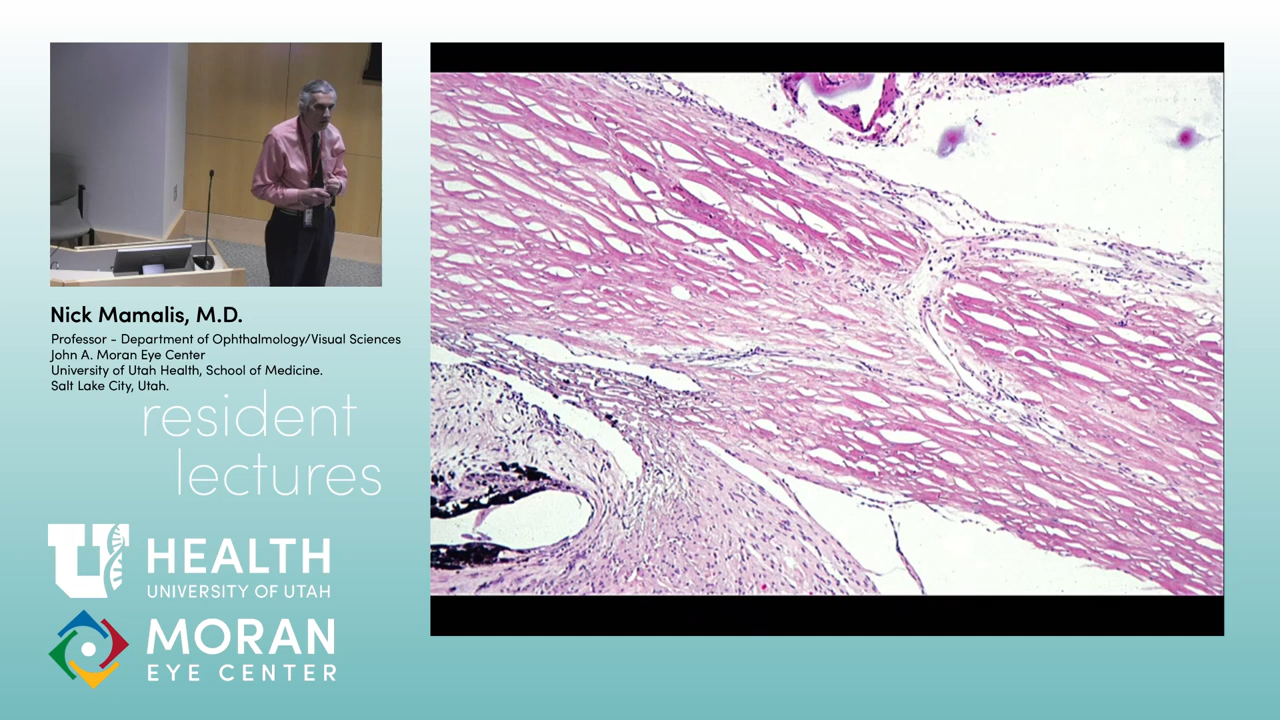 Nick Mamalis, M.D.
Professor - Department of Ophthalmology/Visual Sciences
John A. Moran Eye Center
University of Utah Health, School of Medicine.
Salt Lake City, Utah.
resident
lectures
U HEALTH
UNIVERSITY OF UTAH
MORAN
EYE CENTER